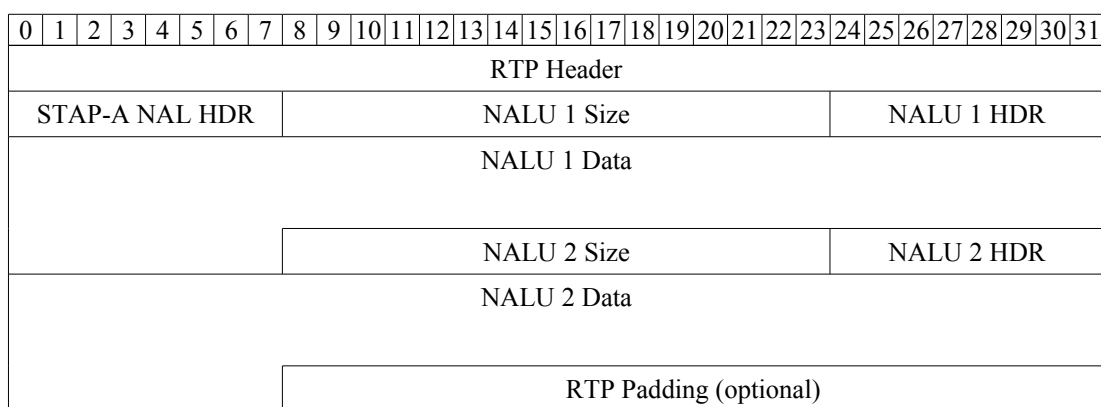 0 1 2 3 4 5 6 7 8 9 10 11 12 13 14 15 16 17 18 19 20 21 22 23 24 25 26 27 28 29 30 31
RTP Header
STAP-A NAL HDR NALU 1 Size NALU 1 HDR
NALU 1 Data
NALU 2 Size NALU 2 HDR
NALU 2 Data
RTP Padding (optional)